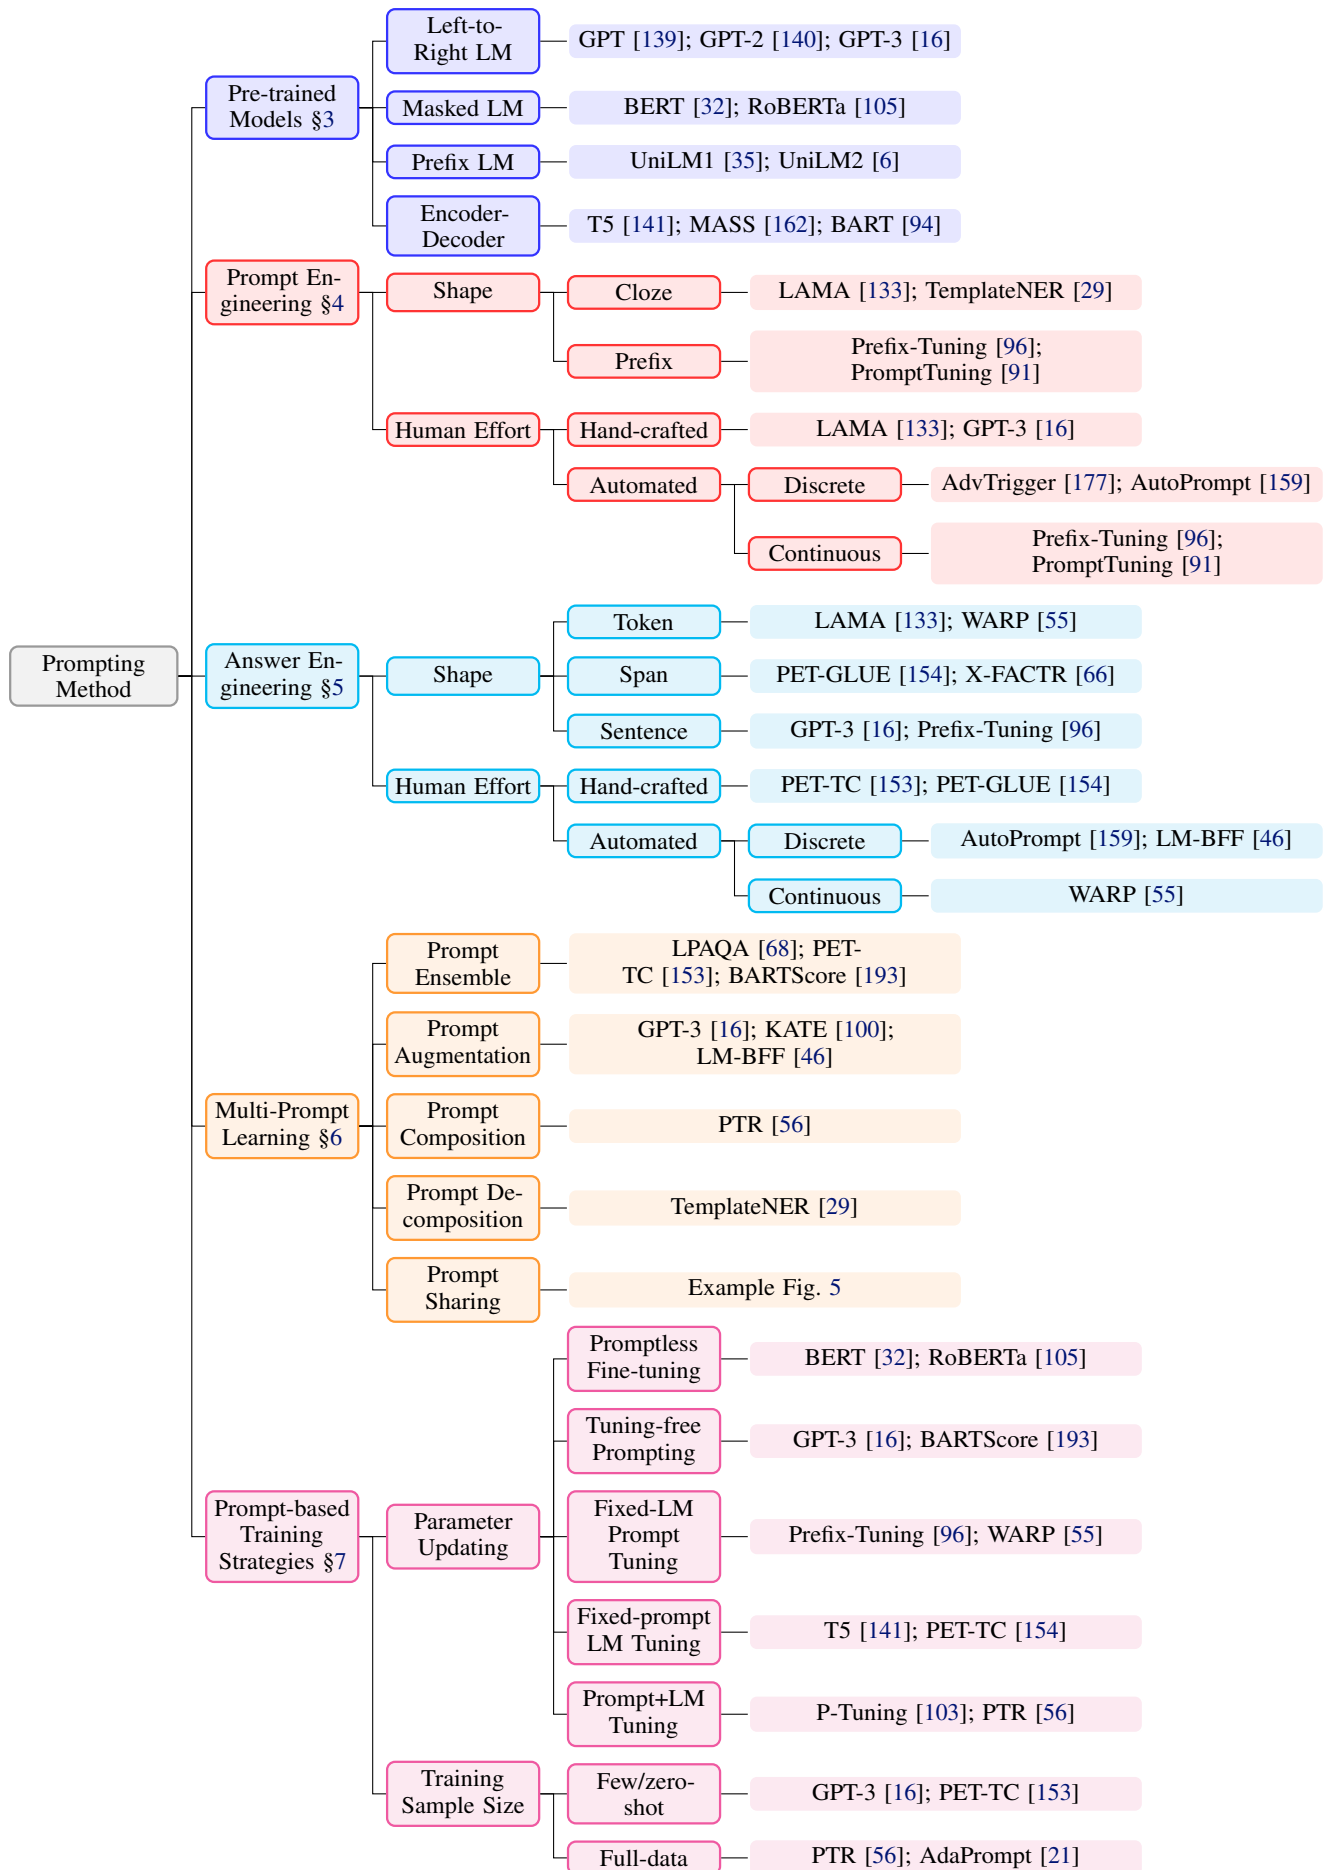 Left-to-
Right LM
GPT [139]; GPT-2 [140]; GPT-3 [16]
Pre-trained
Models §3
Masked LM
BERT [32]; RoBERTa [105]
Prefix LM
UniLM1 [35]; UniLM2 [6]
Encoder-
Decoder
T5 [141]; MASS [162]; BART [94]
Prompt En-
gineering §4
Shape
Cloze
LAMA [133]; TemplateNER [29]
Prefix
Prefix-Tuning [96];
PromptTuning [91]
Human Effort
Hand-crafted
LAMA [133]; GPT-3 [16]
Automated
Discrete
AdvTrigger [177]; AutoPrompt [159]
Continuous
Prefix-Tuning [96];
PromptTuning [91]
Prompting
Method
Answer En-
gineering §5
Shape
Token
LAMA [133]; WARP [55]
Span
PET-GLUE [154]; X-FACTR [66]
Sentence
GPT-3 [16]; Prefix-Tuning [96]
Human Effort
Hand-crafted
PET-TC [153]; PET-GLUE [154]
Automated
Discrete
AutoPrompt [159]; LM-BFF [46]
Continuous
WARP [55]
Multi-Prompt
Learning §6
Prompt
Ensemble
LPAQA [68]; PET-
TC [153]; BARTScore [193]
Prompt
Augmentation
GPT-3 [16]; KATE [100];
LM-BFF [46]
Prompt
Composition
PTR [56]
Prompt De-
composition
TemplateNER [29]
Prompt
Sharing
Example Fig. 5
Prompt-based
Training
Strategies §7
Parameter
Updating
Promptless
Fine-tuning
BERT [32]; RoBERTa [105]
Tuning-free
Prompting
GPT-3 [16]; BARTScore [193]
Fixed-LM
Prompt
Tuning
Prefix-Tuning [96]; WARP [55]
Fixed-prompt
LM Tuning
T5 [141]; PET-TC [154]
Prompt+LM
Tuning
P-Tuning [103]; PTR [56]
Training
Sample Size
Few/zero-
shot
GPT-3 [16]; PET-TC [153]
Full-data
PTR [56]; AdaPrompt [21]